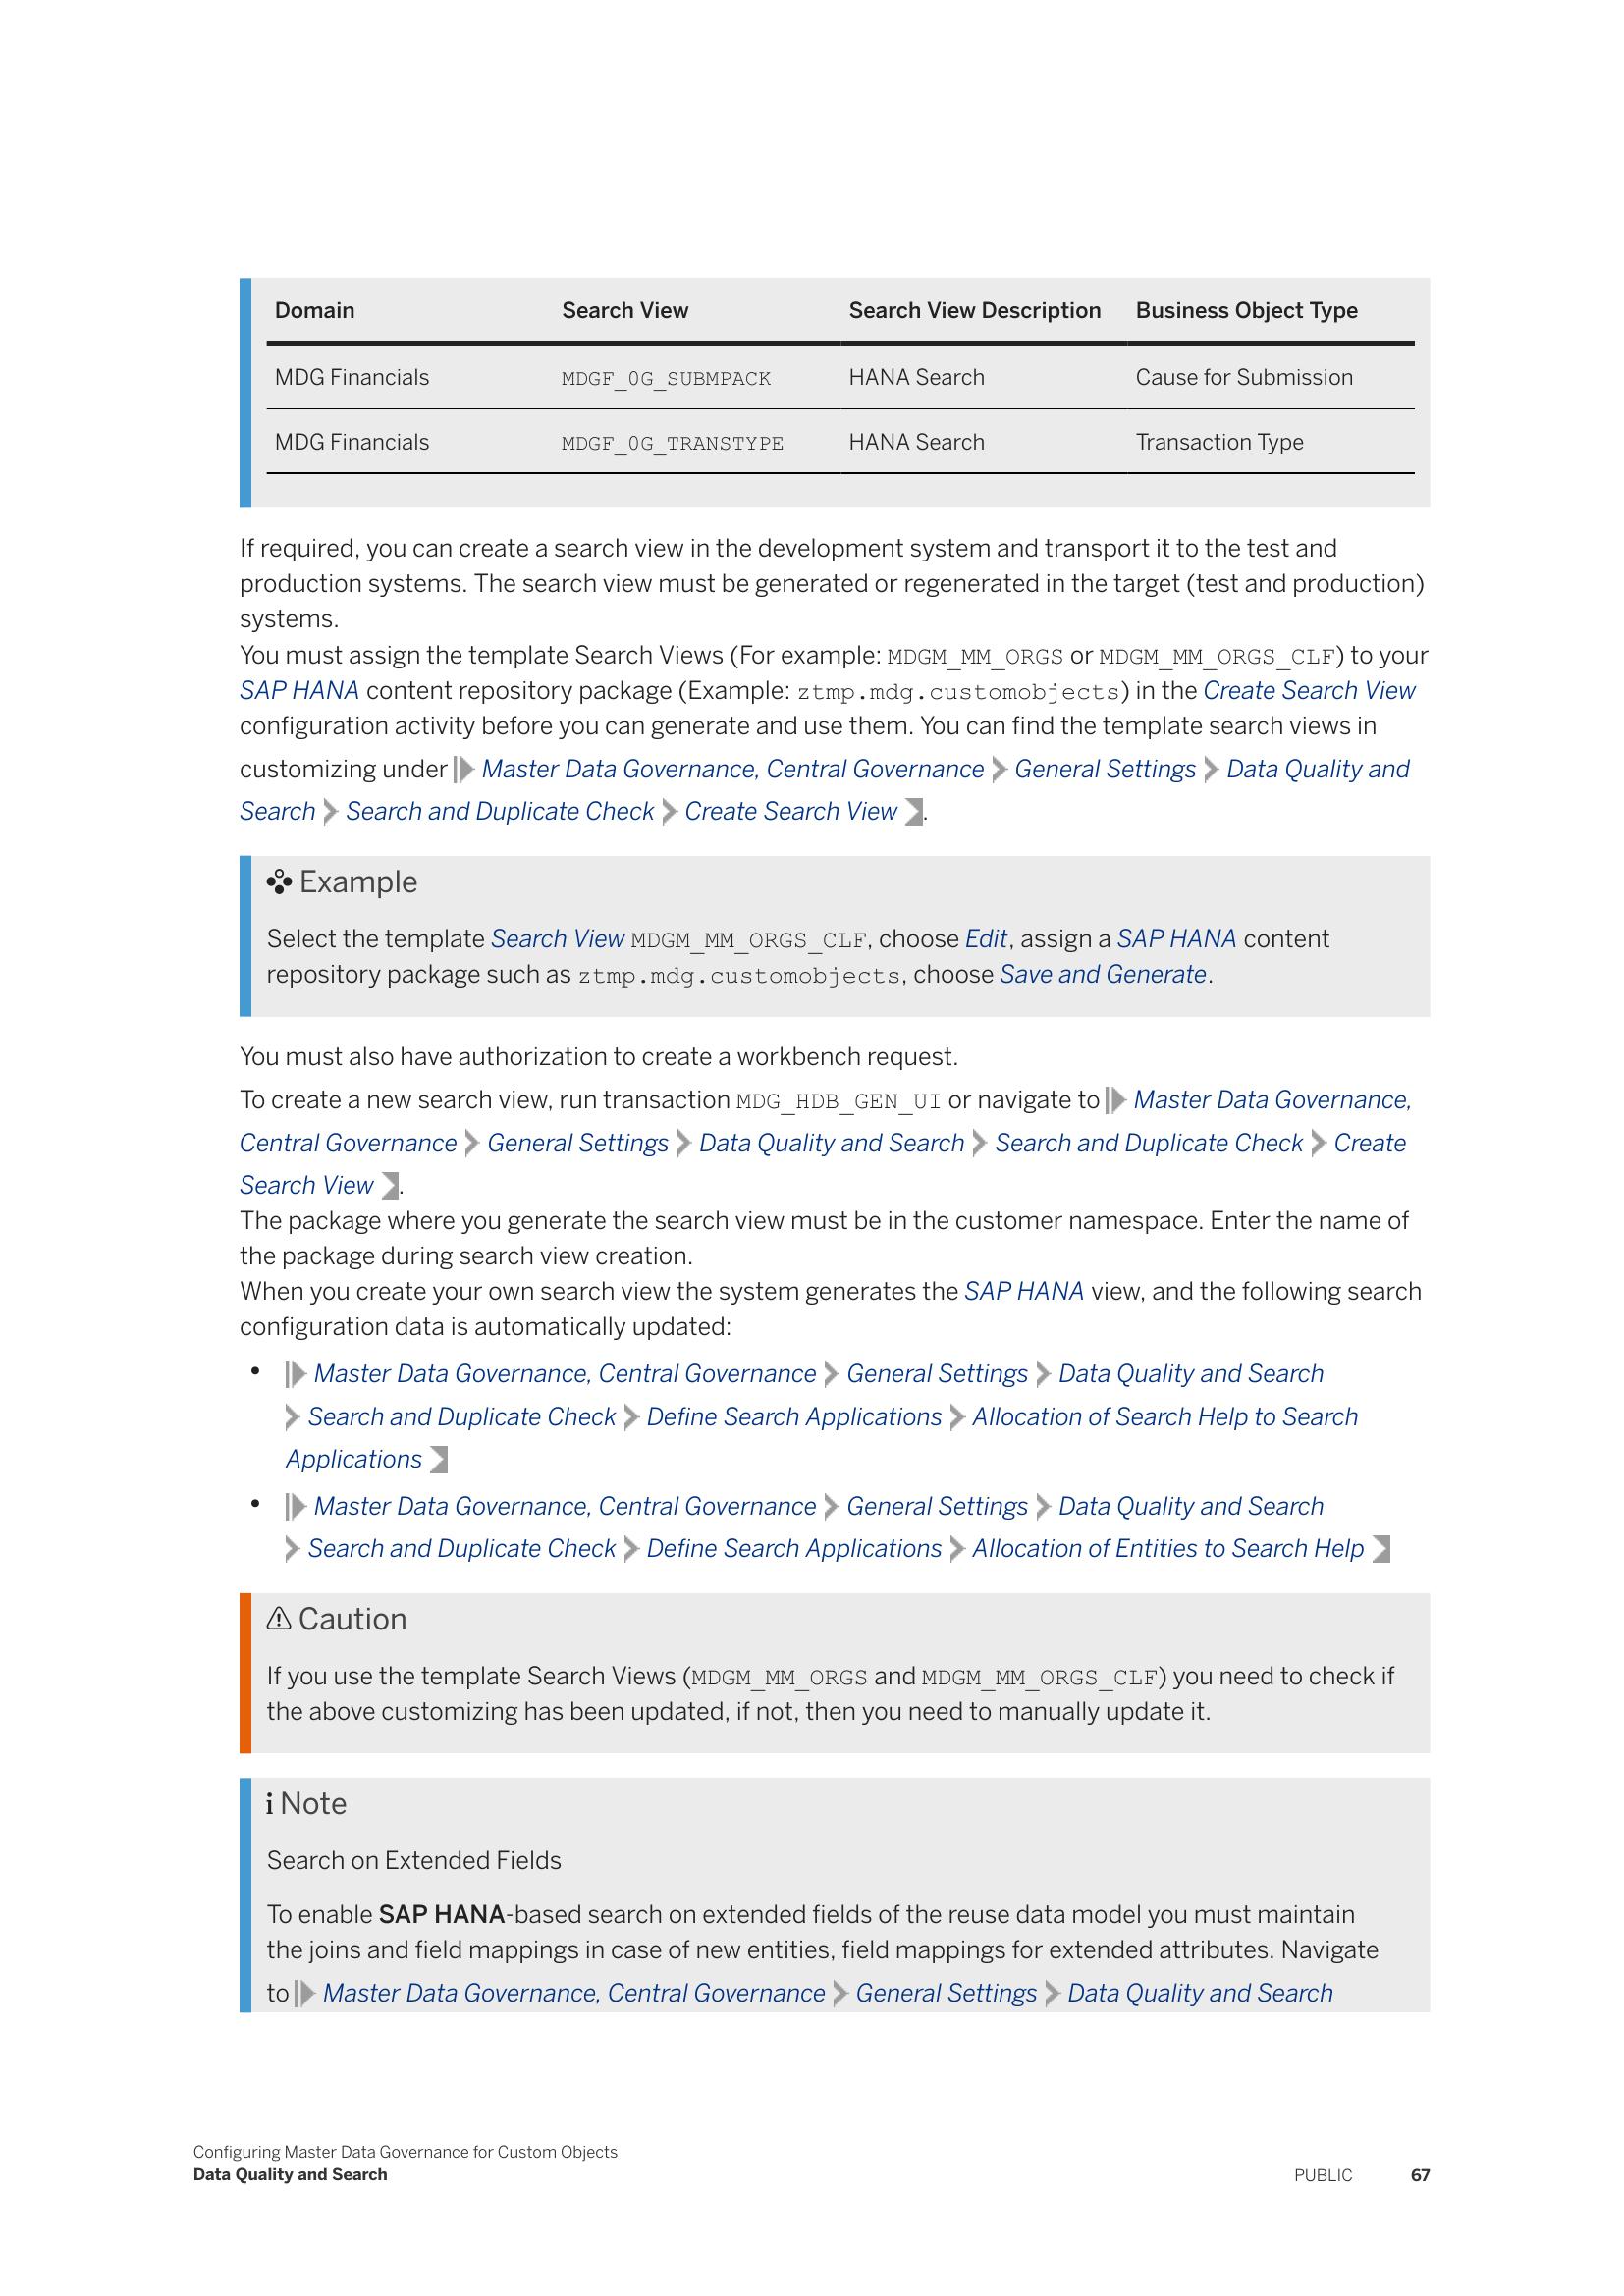 Domain Search View Search View Description Business Object Type
MDG Financials MDGF_0G_SUBMPACK HANA Search Cause for Submission
MDG Financials MDGF_0G_TRANSTYPE HANA Search Transaction Type
If required, you can create a search view in the development system and transport it to the test and
production systems. The search view must be generated or regenerated in the target (test and production)
systems.
You must assign the template Search Views (For example: MDGM_MM_ORGS or MDGM_MM_ORGS_CLF) to your
SAP HANA content repository package (Example: ztmp.mdg.customobjects) in the Create Search View
configuration activity before you can generate and use them. You can find the template search views in
customizing under Master Data Governance, Central Governance General Settings Data Quality and
Search Search and Duplicate Check Create Search View .
Example
Select the template Search View MDGM_MM_ORGS_CLF, choose Edit, assign a SAP HANA content
repository package such as ztmp.mdg.customobjects, choose Save and Generate.
You must also have authorization to create a workbench request.
To create a new search view, run transaction MDG_HDB_GEN_UI or navigate to Master Data Governance,
Central Governance General Settings Data Quality and Search Search and Duplicate Check Create
Search View .
The package where you generate the search view must be in the customer namespace. Enter the name of
the package during search view creation.
When you create your own search view the system generates the SAP HANA view, and the following search
configuration data is automatically updated:
• Master Data Governance, Central Governance General Settings Data Quality and Search
Search and Duplicate Check Define Search Applications Allocation of Search Help to Search
Applications
• Master Data Governance, Central Governance General Settings Data Quality and Search
Search and Duplicate Check Define Search Applications Allocation of Entities to Search Help
Caution
If you use the template Search Views (MDGM_MM_ORGS and MDGM_MM_ORGS_CLF) you need to check if
the above customizing has been updated, if not, then you need to manually update it.
i Note
Search on Extended Fields
To enable SAP HANA-based search on extended fields of the reuse data model you must maintain
the joins and field mappings in case of new entities, field mappings for extended attributes. Navigate
to Master Data Governance, Central Governance General Settings Data Quality and Search
Configuring Master Data Governance for Custom Objects
Data Quality and Search PUBLIC 67